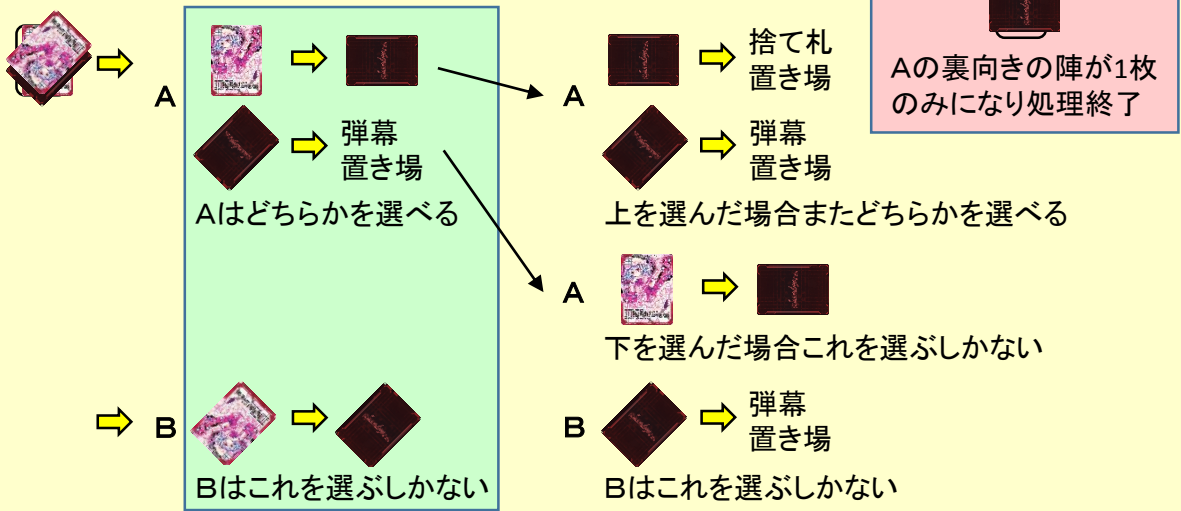 A
弾幕
置き場
Aはどちらかを選べる
B
Bはこれを選ぶしかない
A
捨て札
置き場
弾幕
置き場
上を選んだ場合またどちらかを選べる
A
下を選んだ場合これを選ぶしかない
B
弾幕
置き場
Bはこれを選ぶしかない
Aの裏向きの陣が1枚
のみになり処理終了